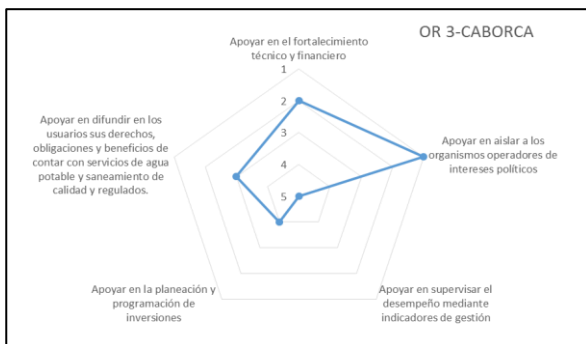 OR 3-CABORCA
Apoyar en el fortalecimiento
técnico y financiero
1
2
3
4
5
Apoyar en aislar a los
organismos operadores de
intereses políticos
Apoyar en supervisar el
desempeño mediante
indicadores de gestión
Apoyar en la planeación y
programación de
inversiones
Apoyar en difundir en los
usuarios sus derechos,
obligaciones y beneficios de
contar con servicios de agua
potable y saneamiento de
calidad y regulados.